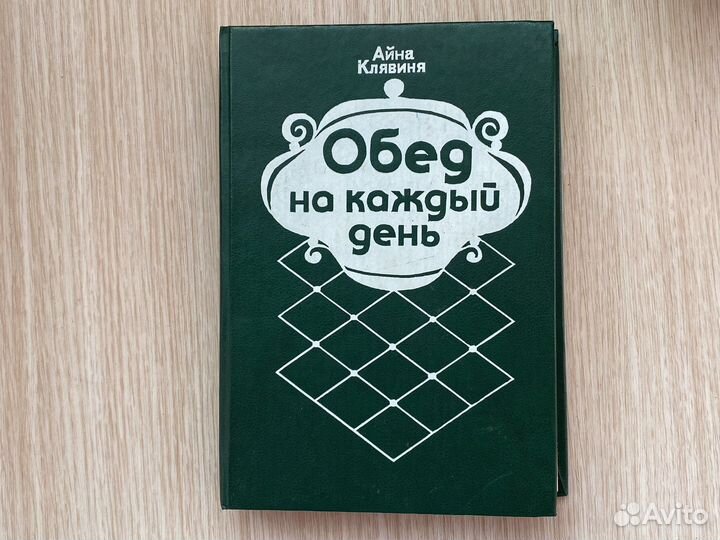 Айна
Клявиня
Обед
на каждый
день
Avito